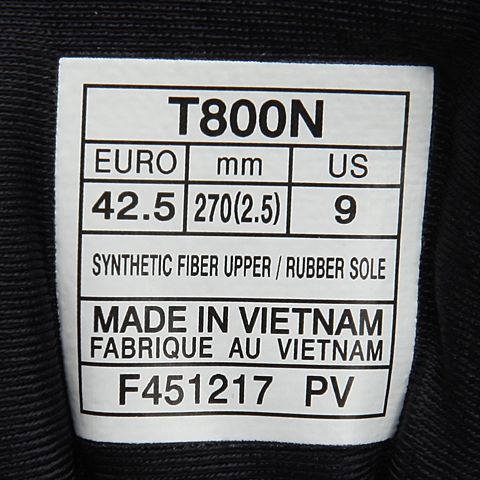 T800N
EURO mm US
42.5 270(2.5) 9
SYNTHETIC FIBER UPPER / RUBBER SOLE
MADE IN VIETNAM
FABRIQUE AU VIETNAM
F451217 PV